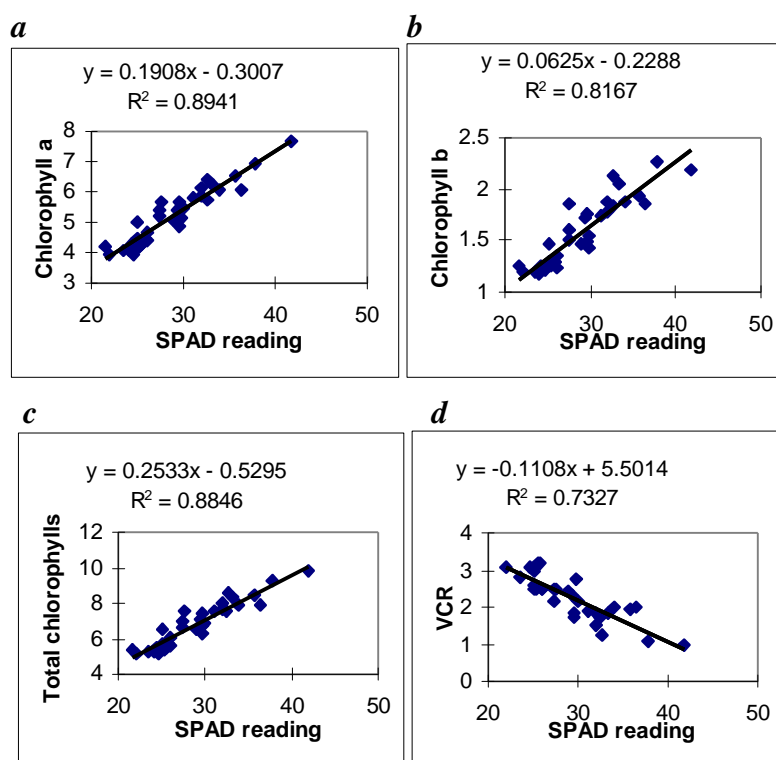 a
y = 0.1908x - 0.3007
R² = 0.8941
Chlorophyll a
8
7
6
5
4
3
20 30 40 50
SPAD reading
b
y = 0.0625x - 0.2288
R² = 0.8167
Chlorophyll b
2.5
2
1.5
1
20 30 40 50
SPAD reading
c
y = 0.2533x - 0.5295
R² = 0.8846
Total chlorophylls
12
10
8
6
4
20 30 40 50
SPAD reading
d
y = -0.1108x + 5.5014
R² = 0.7327
VCR
4
3
2
1
0
20 30 40 50
SPAD reading